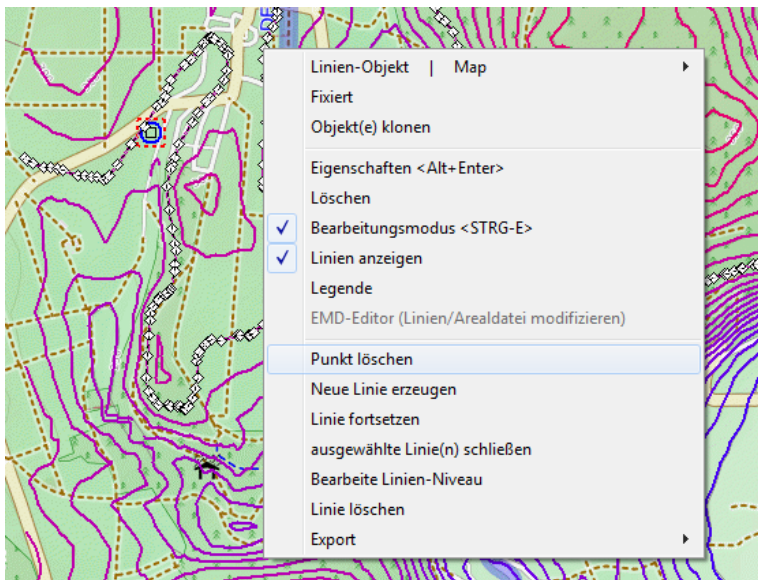 Linien-Objekt | Map
Fixiert
Objekt(e) klonen
Eigenschaften <Alt+Enter>
Löschen
Bearbeitungsmodus <STRG-E>
Linien anzeigen
Legende
EMD-Editor (Linien/Arealdatei modifizieren)
Punkt löschen
Neue Linie erzeugen
Linie fortsetzen
ausgewählte Linie(n) schließen
Bearbeite Linien-Niveau
Linie löschen
Export